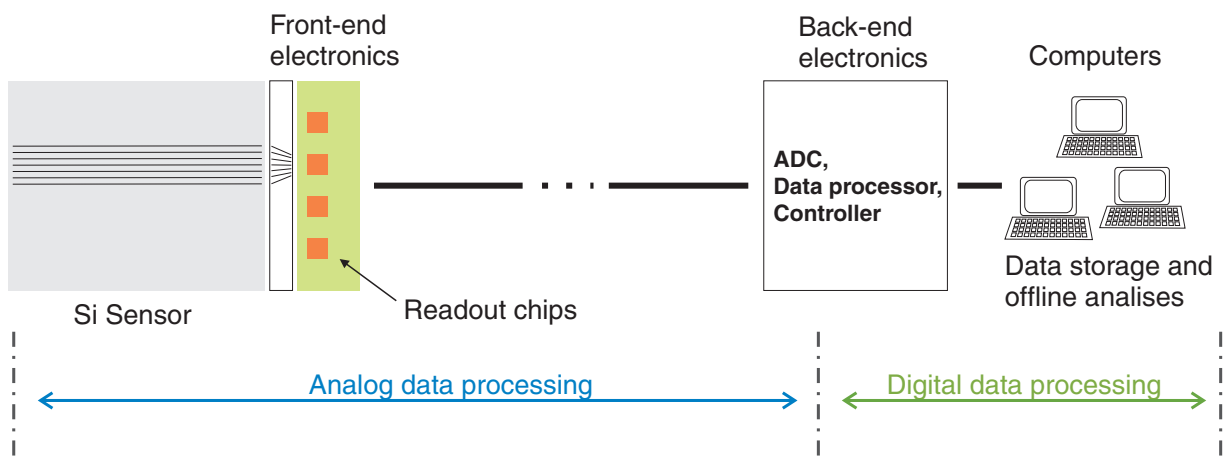 Front-end
electronics
Back-end
electronics
Computers
ADC,
Data processor,
Controller
Si Sensor
Readout chips
Data storage and
offline analises
Analog data processing
Digital data processing